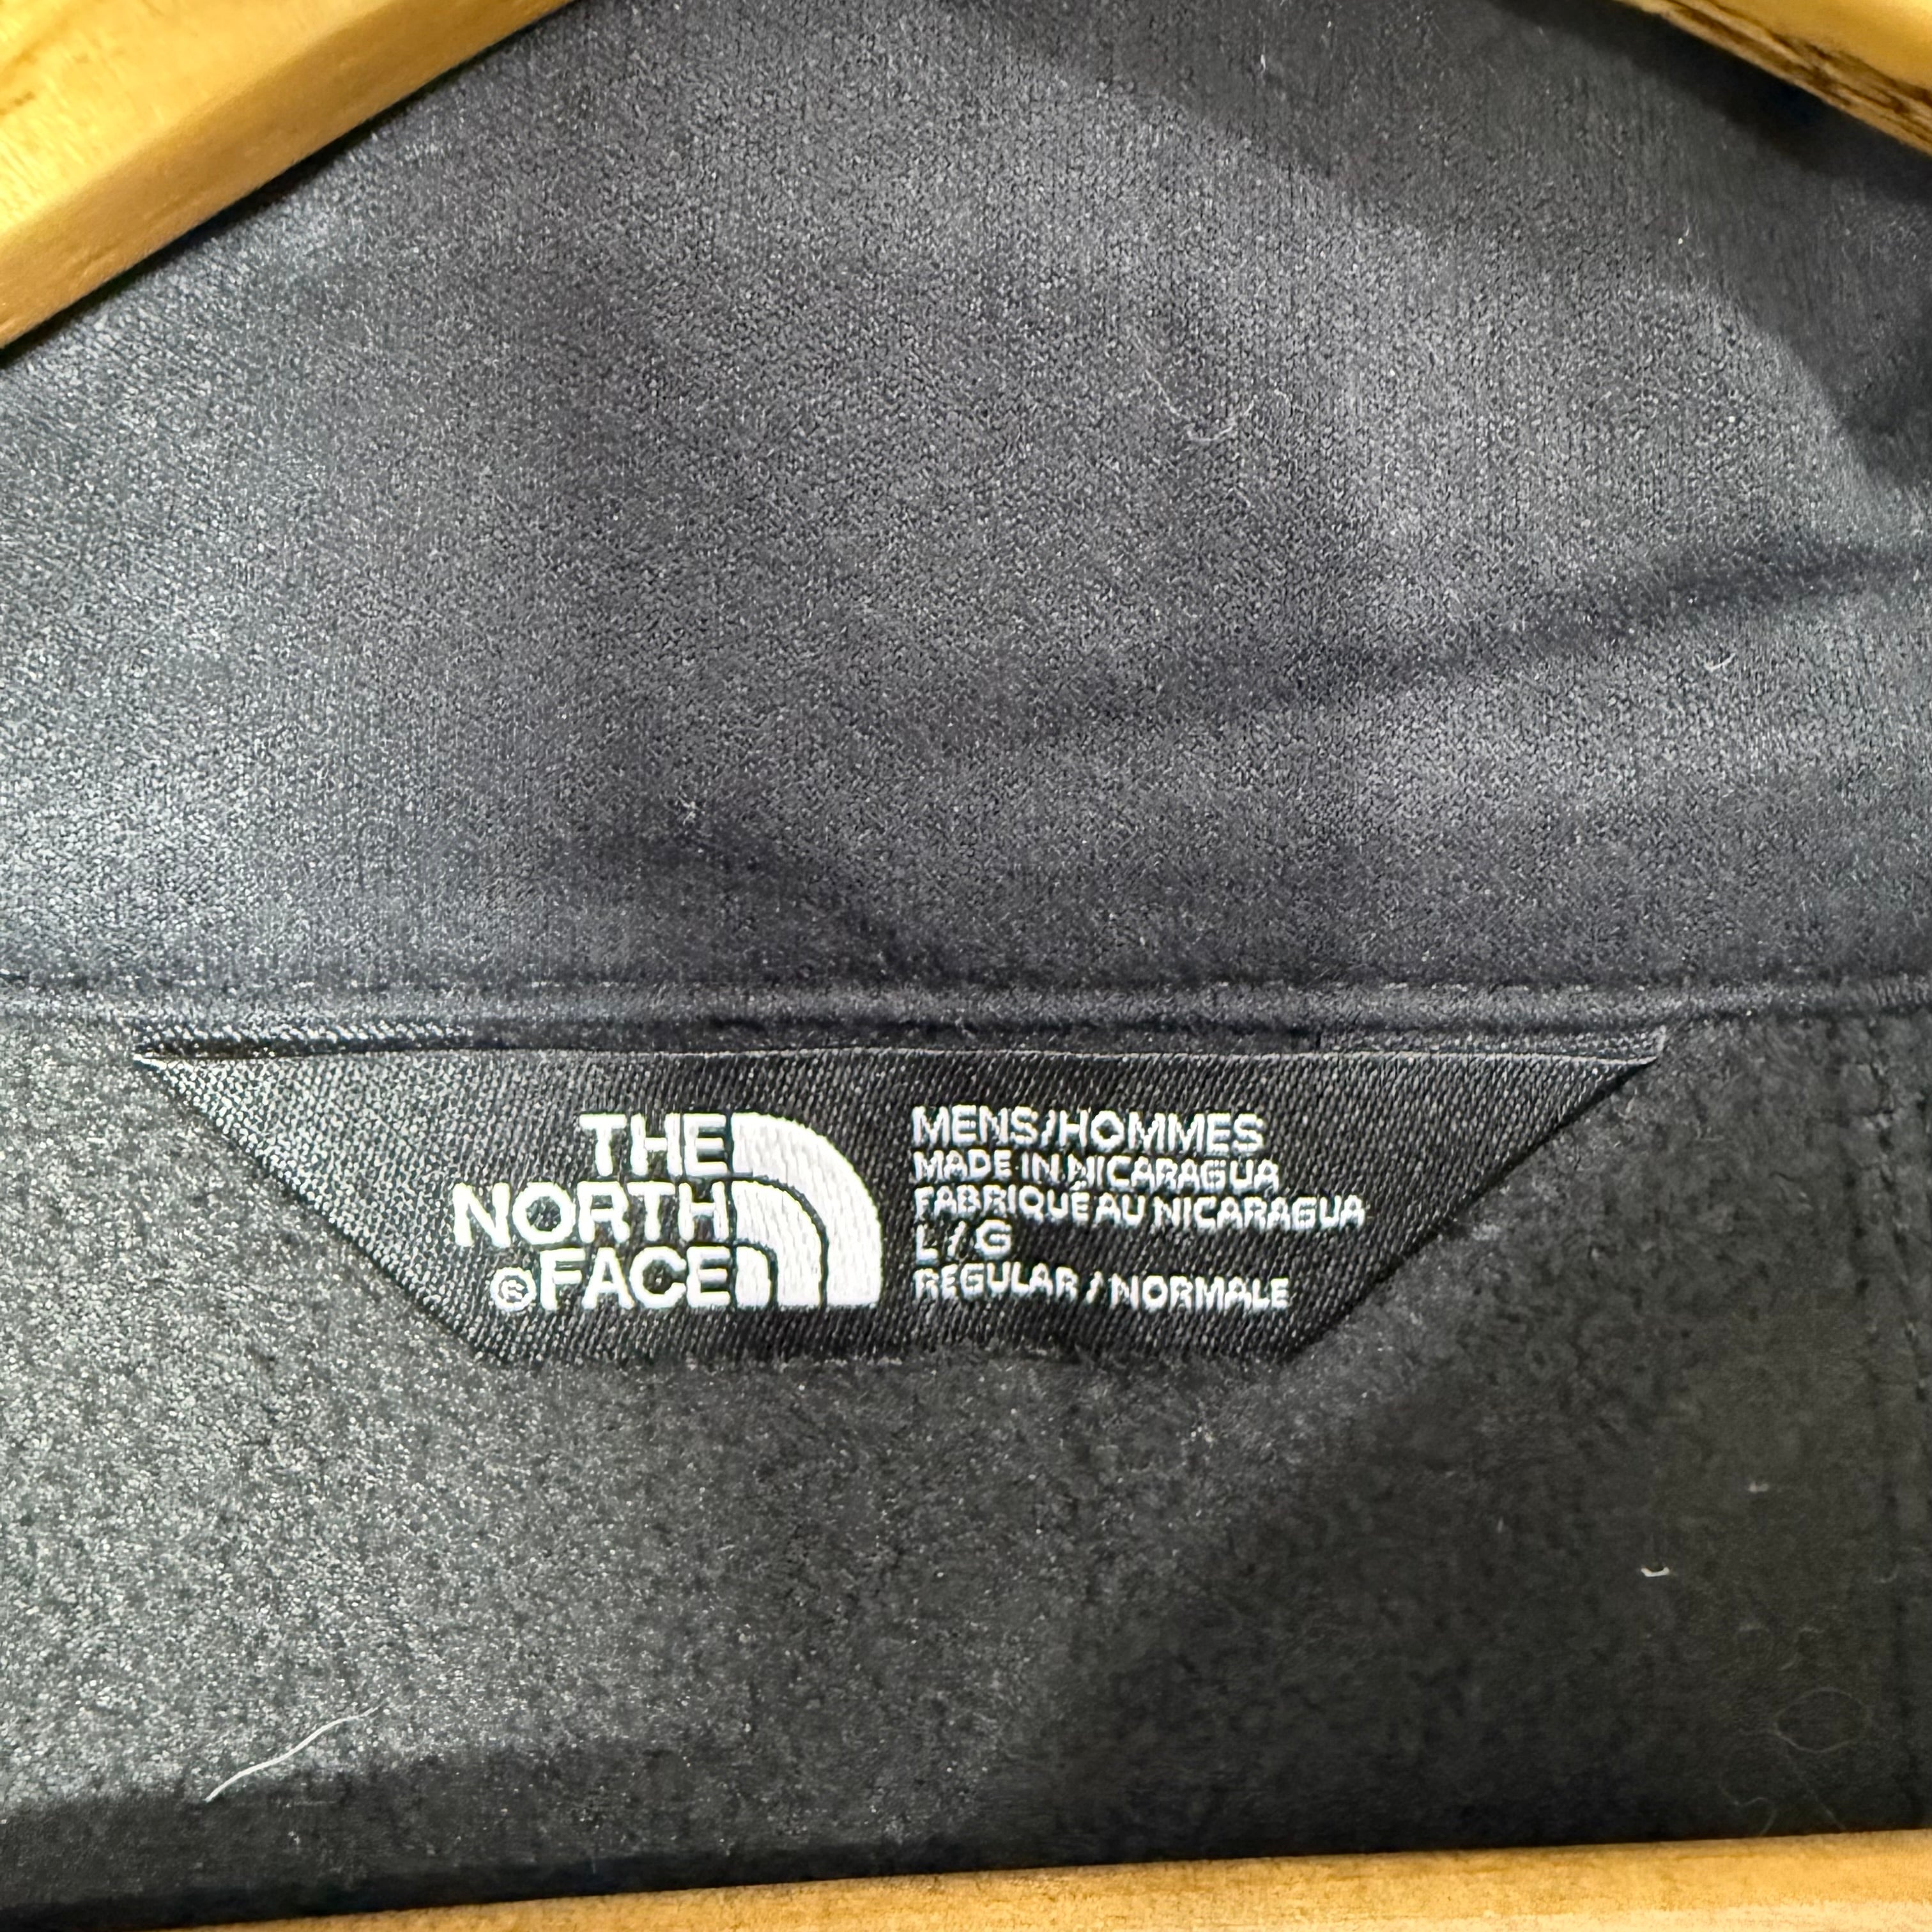 THE
NORTH
®FACE
MENS/HOMMES
MADE IN NICARAGUA
FABRIQUÉ AU NICARAGUA
L/G
REGULAR/NORMALE